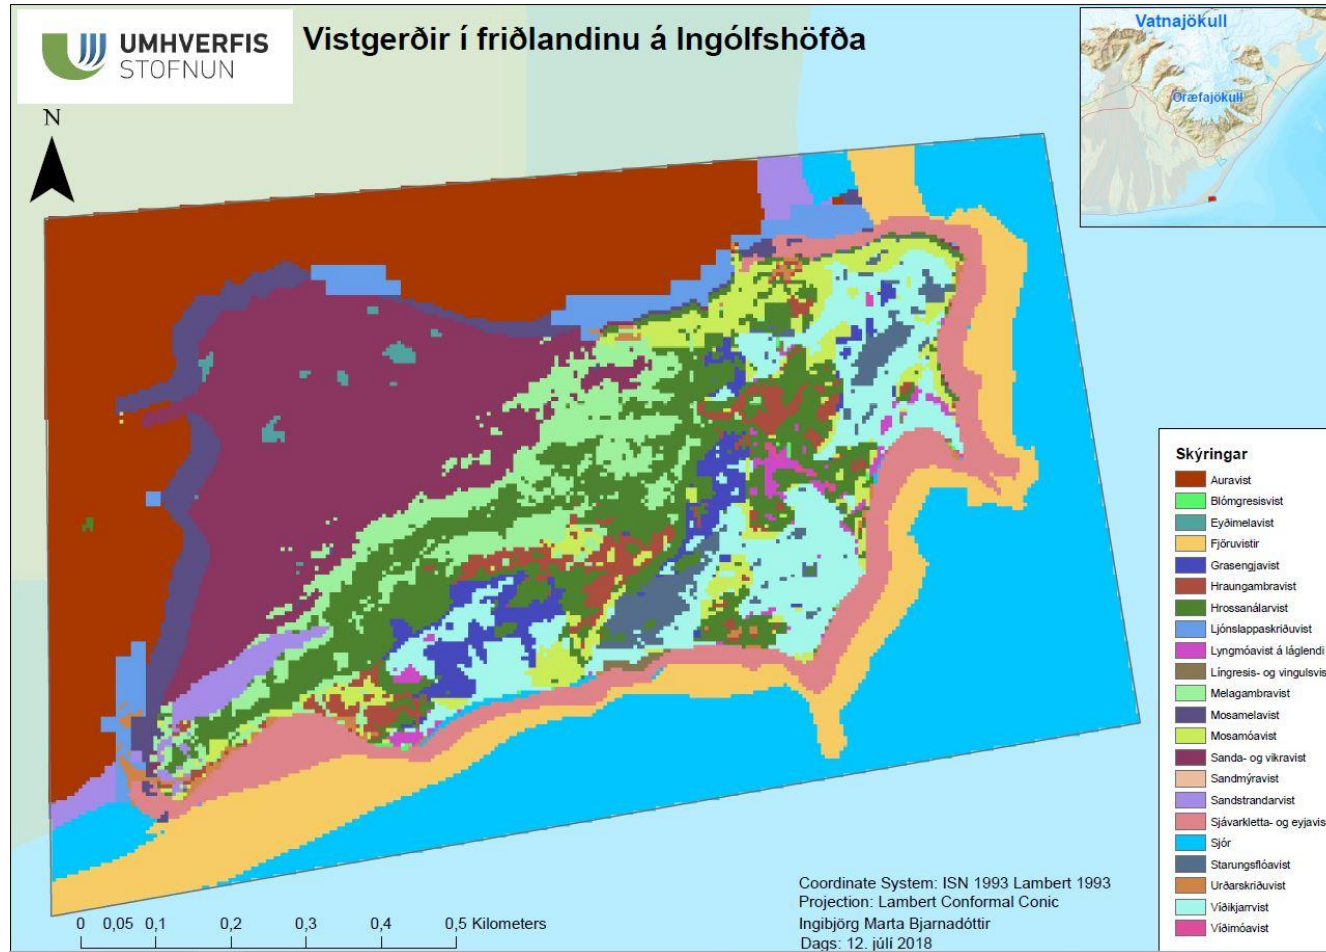 UMHVERFIS
STOFNUN
Vistgerðir í friðlandinu á Ingólfshöfða
Vatnajökull
Öræfajökull
N
Skýringar
Auravist
Blómgresisvist
Eyðimelavist
Fjöruvistir
Grasengjavist
Hraungambravist
Hrossanálarvist
Ljónslappaskriðuvist
Lyngmóavist á láglendi
Língresis- og vingulsvis
Melagambravist
Mosamelavist
Mosamóavist
Sanda- og vikravist
Sandmýravist
Sandstrandarvist
Sjávarkletta- og eyjavis
Sjór
Starungsflóavist
Urðarskriðuvist
Víðikjarrvist
Víðimóavist
0 0,05 0,1 0,2 0,3 0,4 0,5 Kilometers
Coordinate System: ISN 1993 Lambert 1993
Projection: Lambert Conformal Conic
Ingibjörg Marta Bjarnadóttir
Dags: 12. júlí 2018